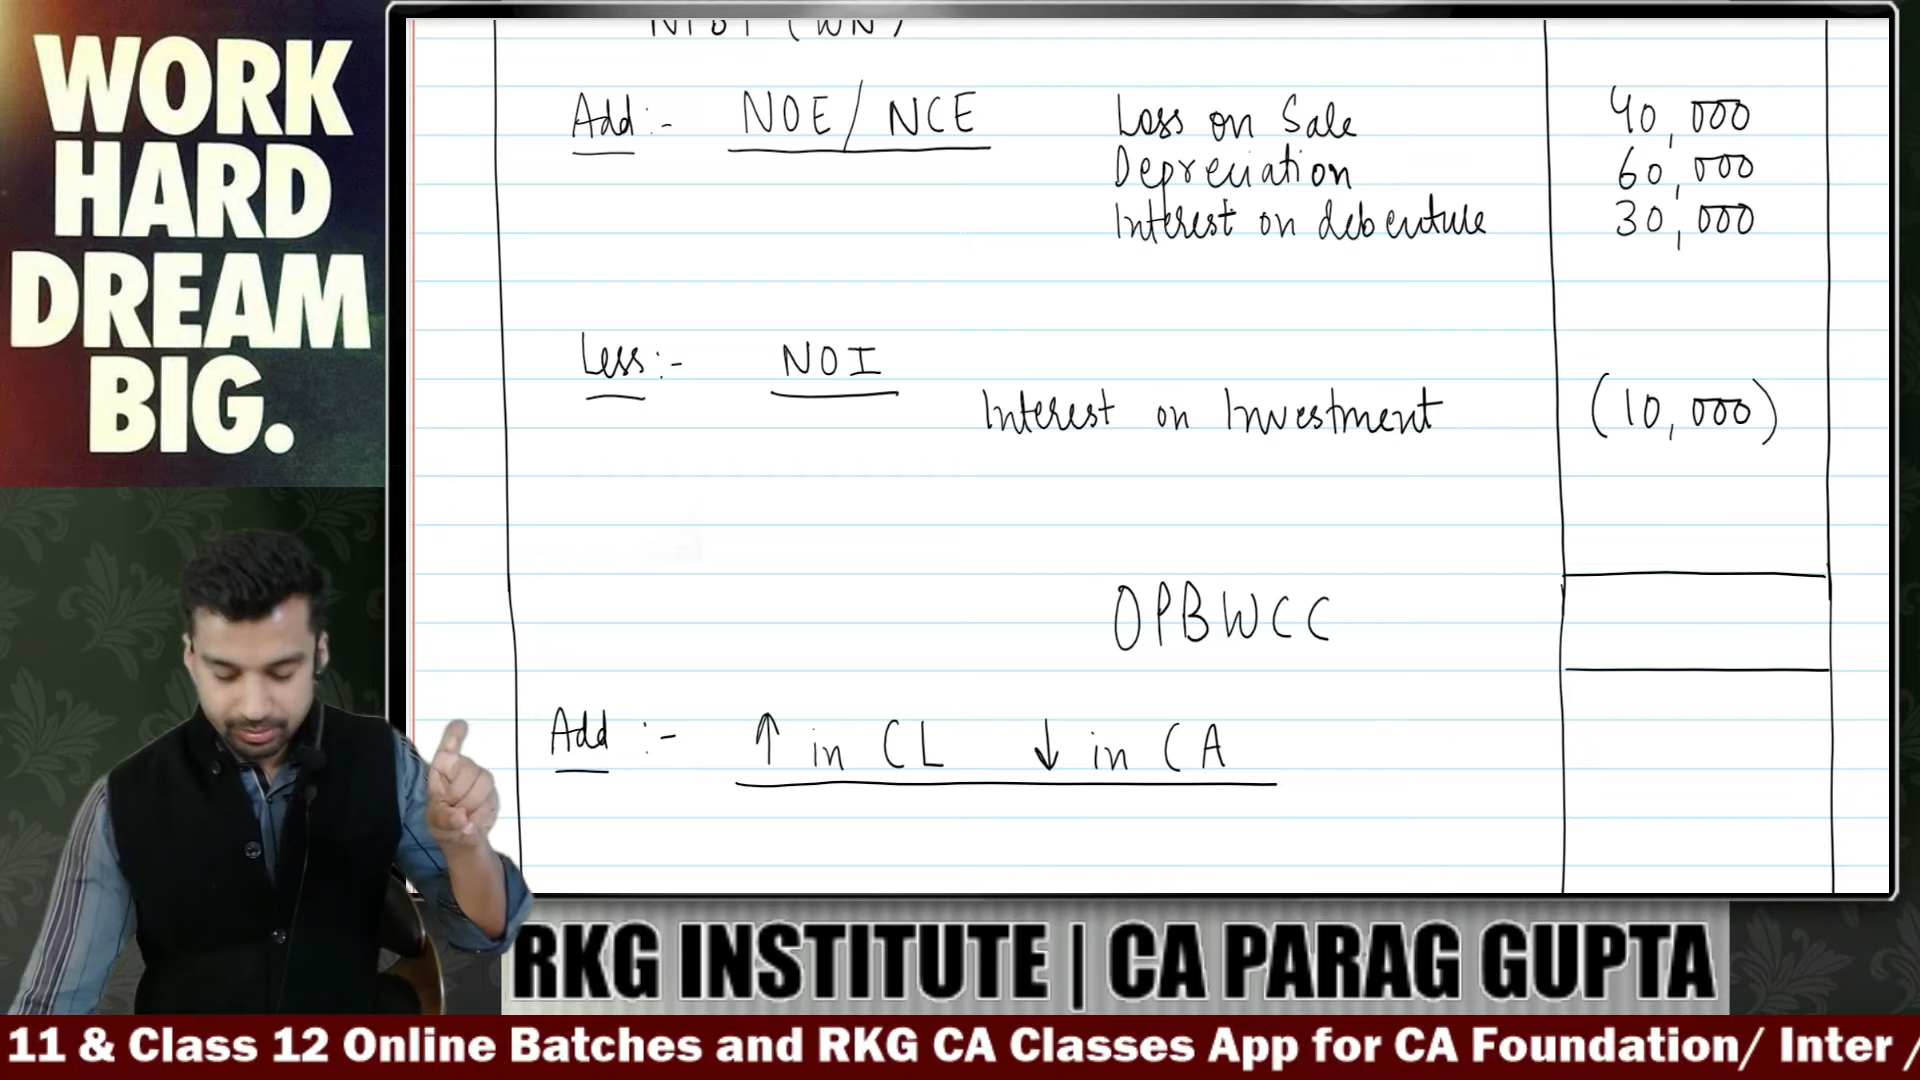 WORK
HARD
DREAM
BIG.
NPBT (WN)
Add :- NOE / NCE Loss on Sale 40,000
Depreciation 60,000
Interest on debenture 30,000
Less :- NOI
Interest on Investment (10,000)
OPBWCC
Add :- ↑ in CL ↓ in CA
RKG INSTITUTE | CA PARAG GUPTA
11 & Class 12 Online Batches and RKG CA Classes App for CA Foundation/ Inter /